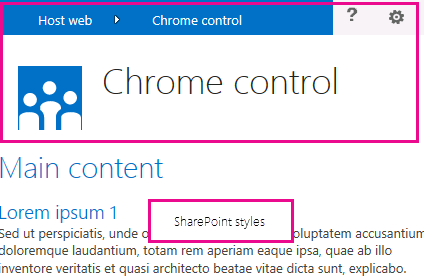 Host web Chrome control ?
Chrome control
Main content
Lorem ipsum 1
SharePoint styles
Sed ut perspiciatis, unde o oluptatem accusantium
doloremque laudantium, totam rem aperiam eaque ipsa, quae ab illo
inventore veritatis et quasi architecto beatae vitae dicta sunt, explicabo.